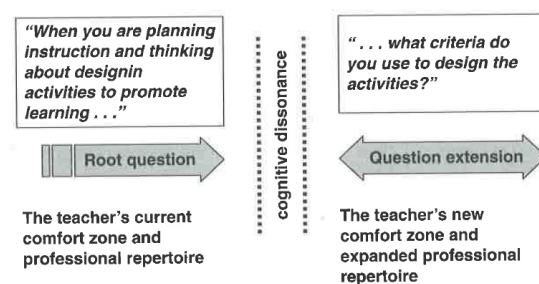 “When you are planning
instruction and thinking
about designin
activities to promote
learning . . .”
Root question
The teacher’s current
comfort zone and
professional repertoire
cognitive dissonance
“ . . . what criteria do
you use to design the
activities?”
Question extension
The teacher’s new
comfort zone and
expanded professional
repertoire